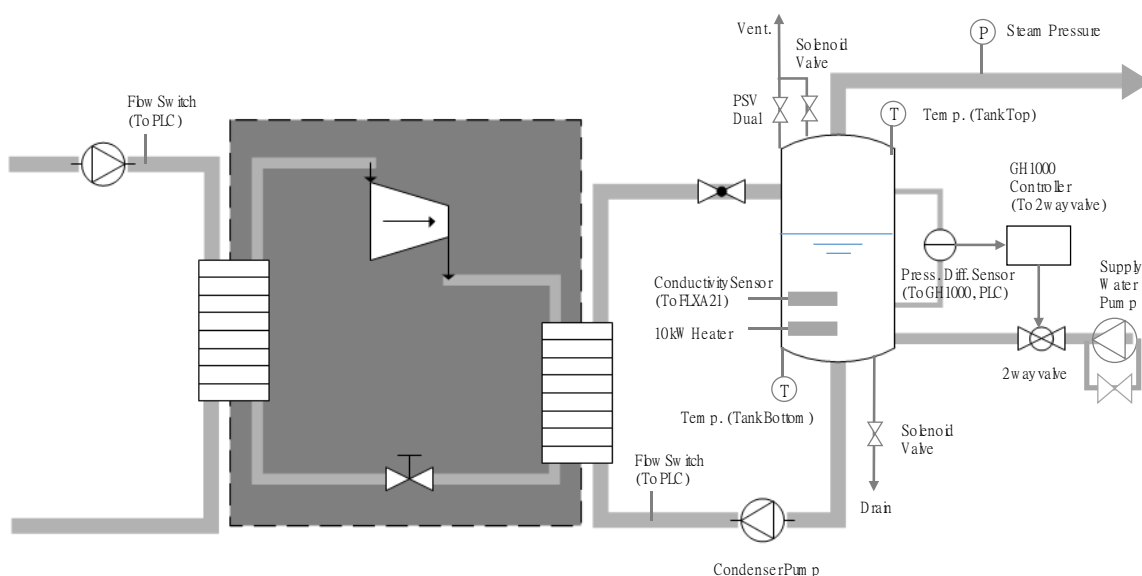 Vent.
Solenoid
Valve
P
Steam Pressure
PSV
Dual
T
Temp. (Tank Top)
Flow Switch
(To PLC)
GH1000
Controller
(To 2way valve)
Press. Diff. Sensor
(To GH1000, PLC)
Supply
Water
Pump
Conductivity Sensor
(To FLXA21)
10kW Heater
2way valve
T
Temp. (Tank Bottom)
Solenoid
Valve
Flow Switch
(To PLC)
Drain
Condenser Pump